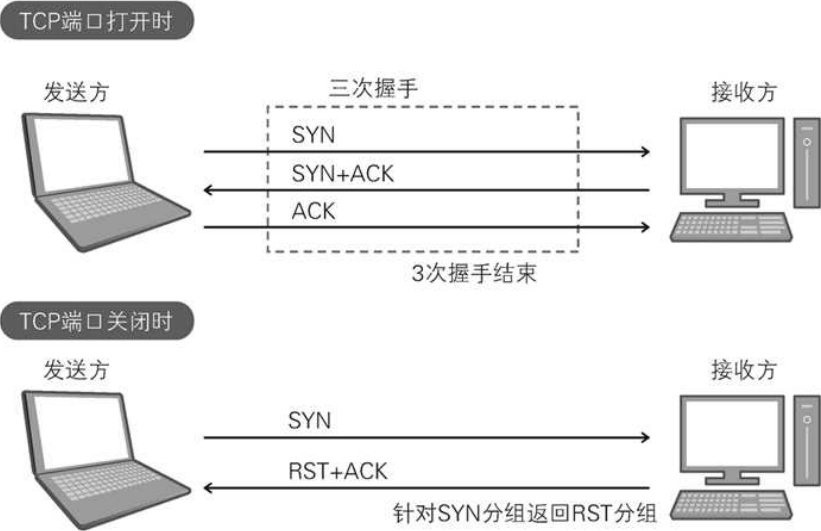 TCP端口打开时
三次握手
发送方
接收方
SYN
SYN+ACK
ACK
3次握手结束
TCP端口关闭时
发送方
接收方
SYN
RST+ACK
针对SYN分组返回RST分组